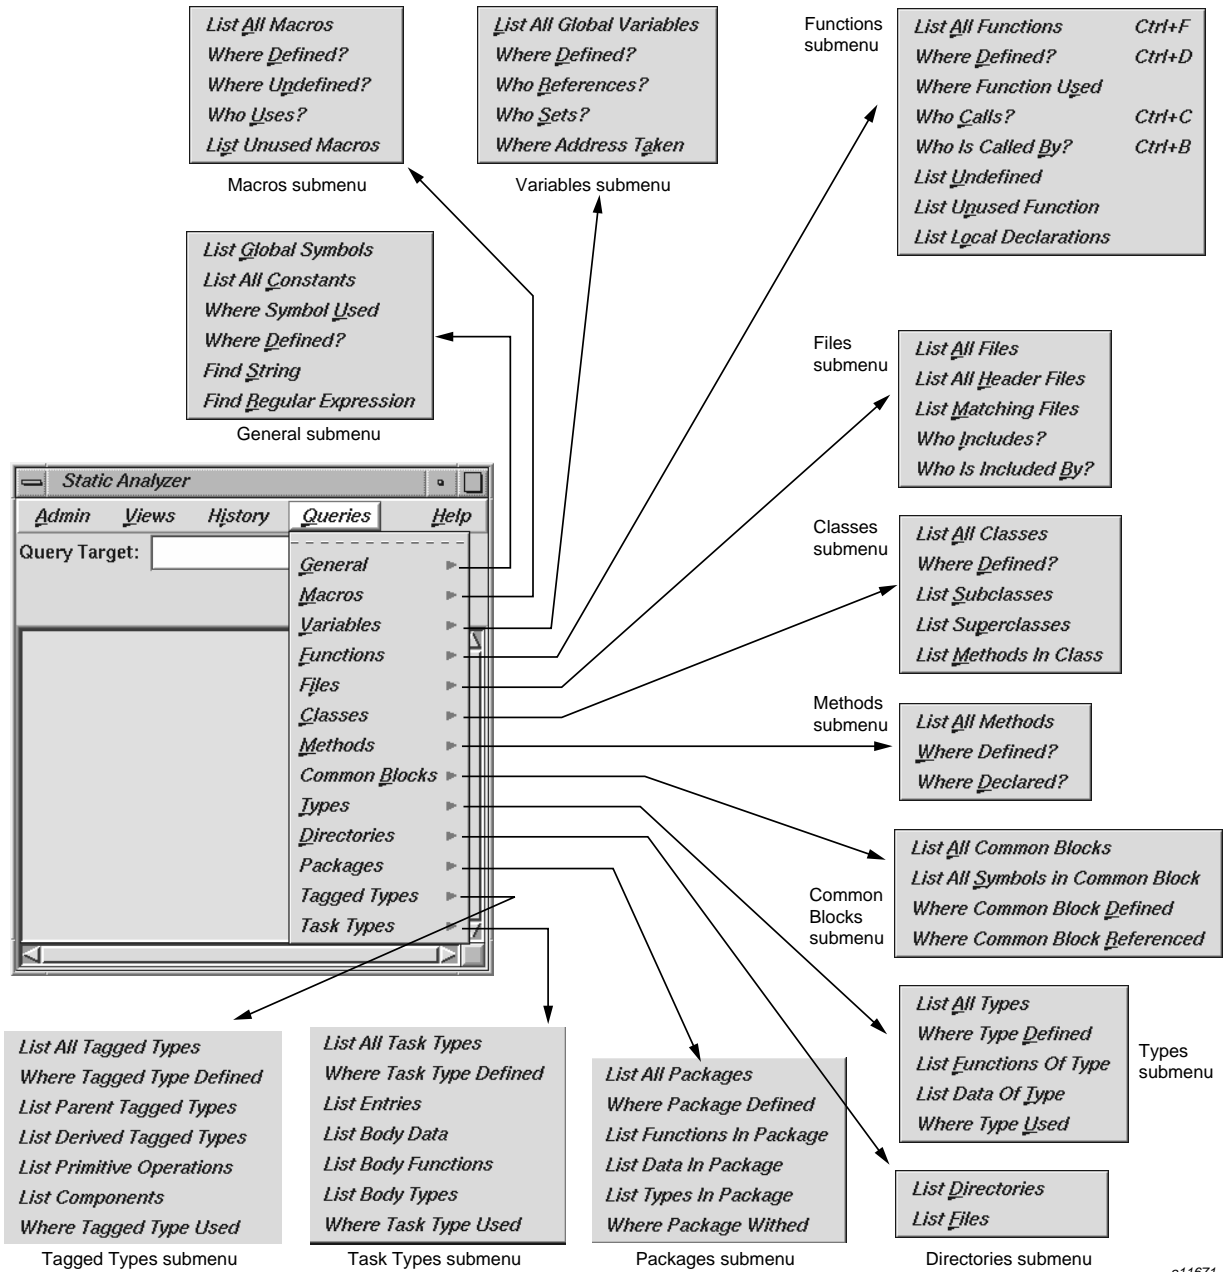 List All Macros
Where Defined?
Where Undefined?
Who Uses?
List Unused Macros
Macros submenu
List All Global Variables
Where Defined?
Who References?
Who Sets?
Where Address Taken
Variables submenu
Functions
submenu
List All Functions Ctrl+F
Where Defined? Ctrl+D
Where Function Used
Who Calls? Ctrl+C
Who Is Called By? Ctrl+B
List Undefined
List Unused Function
List Local Declarations
List Global Symbols
List All Constants
Where Symbol Used
Where Defined?
Find String
Find Regular Expression
General submenu
Files
submenu
List All Files
List All Header Files
List Matching Files
Who Includes?
Who Is Included By?
Static Analyzer
Admin Views History Queries Help
Query Target:
General
Macros
Variables
Functions
Files
Classes
Methods
Common Blocks
Types
Directories
Packages
Tagged Types
Task Types
Classes
submenu
List All Classes
Where Defined?
List Subclasses
List Superclasses
List Methods In Class
Methods
submenu
List All Methods
Where Defined?
Where Declared?
Common
Blocks
submenu
List All Common Blocks
List All Symbols in Common Block
Where Common Block Defined
Where Common Block Referenced
List All Types
Where Type Defined
List Functions Of Type
List Data Of Type
Where Type Used
Types
submenu
List All Tagged Types
Where Tagged Type Defined
List Parent Tagged Types
List Derived Tagged Types
List Primitive Operations
List Components
Where Tagged Type Used
Tagged Types submenu
List All Task Types
Where Task Type Defined
List Entries
List Body Data
List Body Functions
List Body Types
Where Task Type Used
Task Types submenu
List All Packages
Where Package Defined
List Functions In Package
List Data In Package
List Types In Package
Where Package Withed
Packages submenu
List Directories
List Files
Directories submenu
a11671